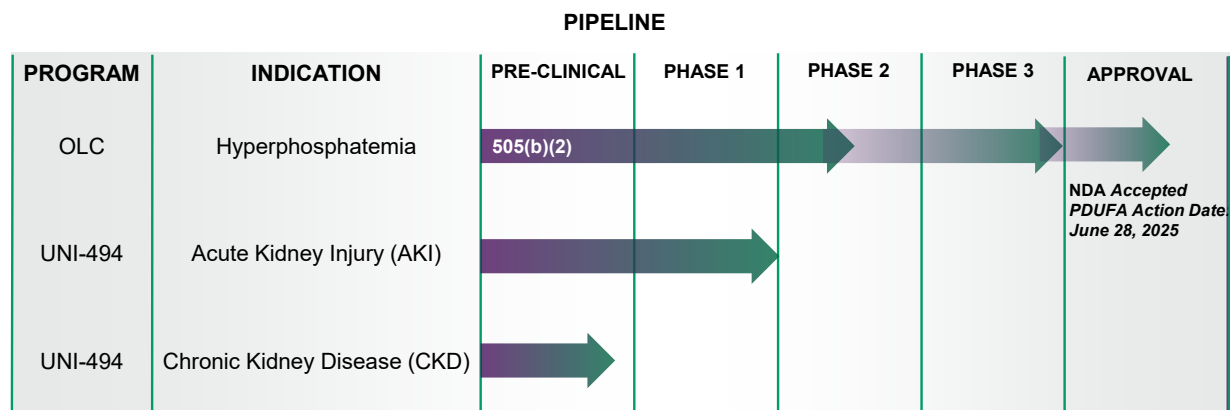 PIPELINE
PROGRAM INDICATION PRE-CLINICAL PHASE 1 PHASE 2 PHASE 3 APPROVAL
OLC Hyperphosphatemia 505(b)(2)
NDA Accepted
PDUFA Action Date:
June 28, 2025
UNI-494 Acute Kidney Injury (AKI)
UNI-494 Chronic Kidney Disease (CKD)